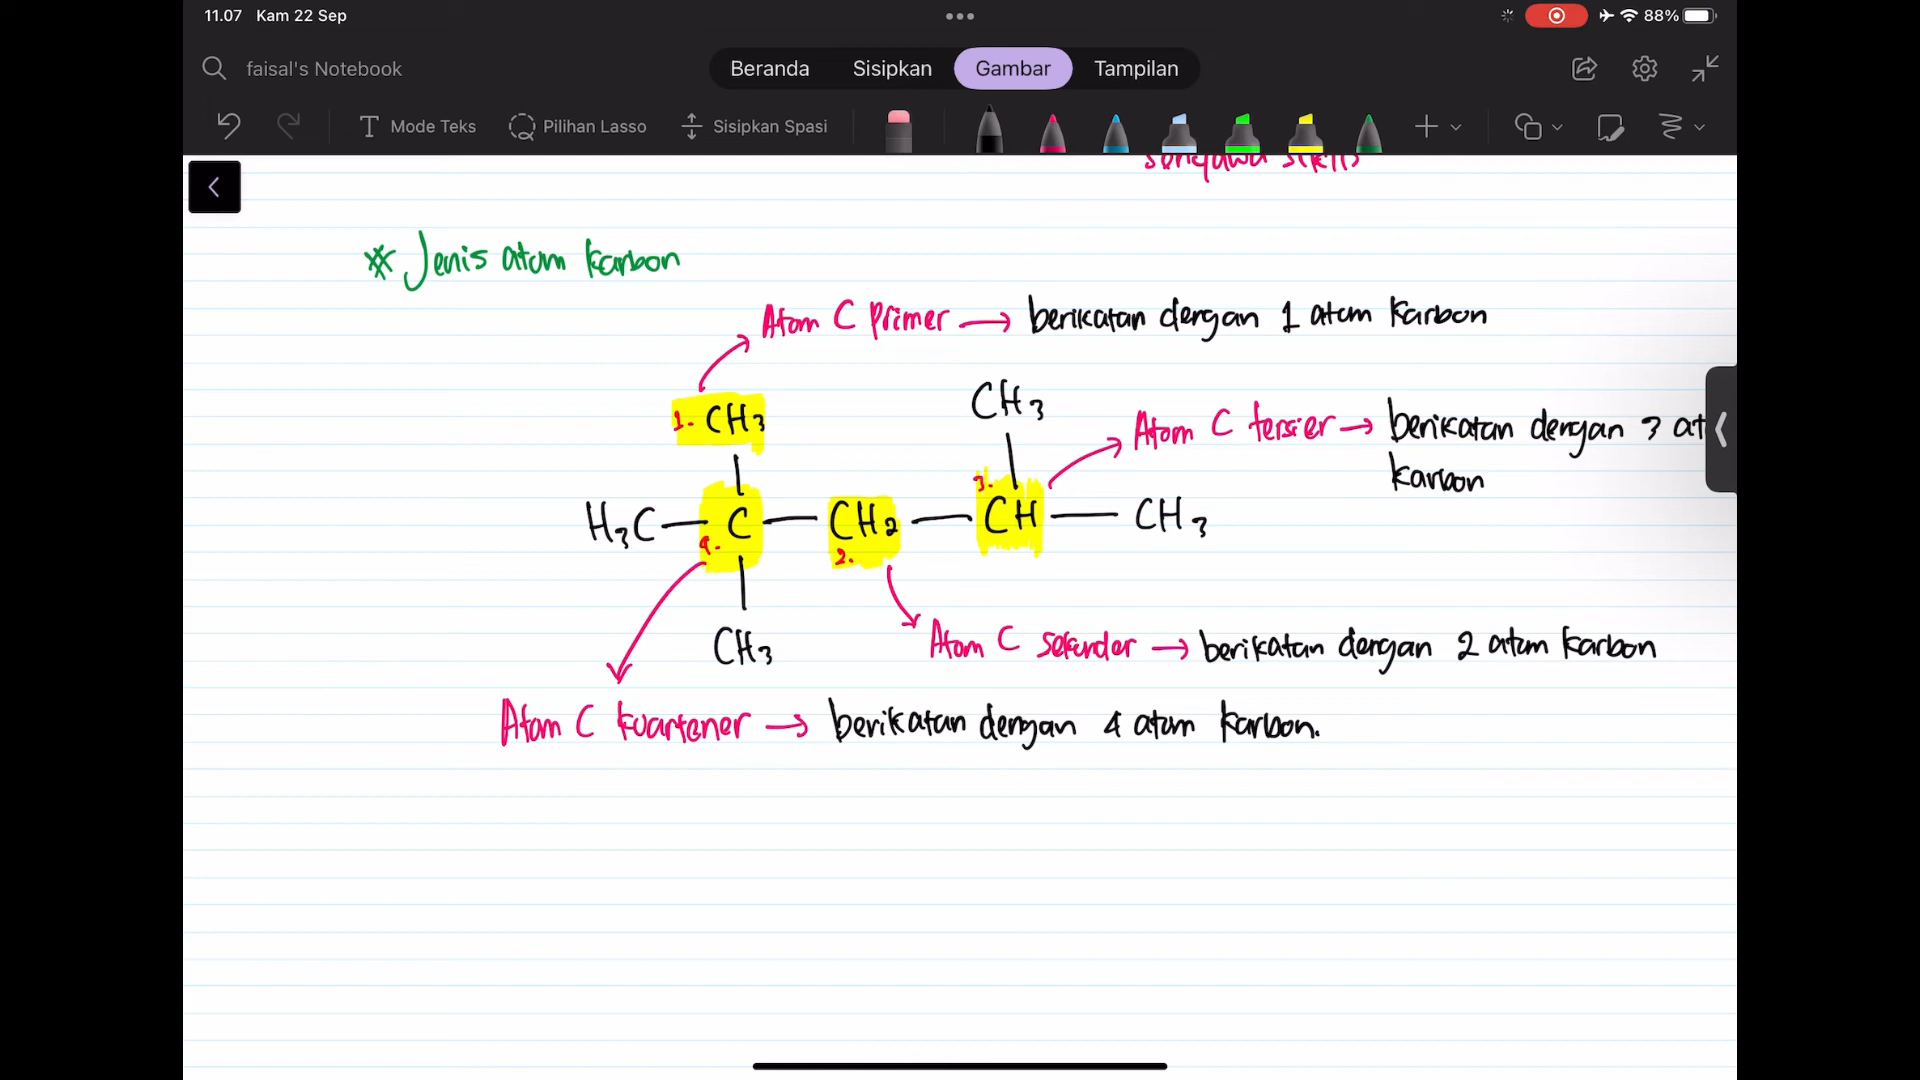 11.07 Kam 22 Sep
88%
faisal's Notebook
Beranda Sisipkan Gambar Tampilan
Mode Teks Pilihan Lasso Sisipkan Spasi
senyawa siklis
* Jenis atom karbon
Atom C primer → berikatan dengan 1 atom karbon
1. CH3
CH3
Atom C tersier → berikatan dengan 3 at
karbon
3.
H3C — C — CH2 — CH — CH3
4. 2.
CH3
Atom C sekunder → berikatan dengan 2 atom karbon
Atom C kuartener → berikatan dengan 4 atom karbon.